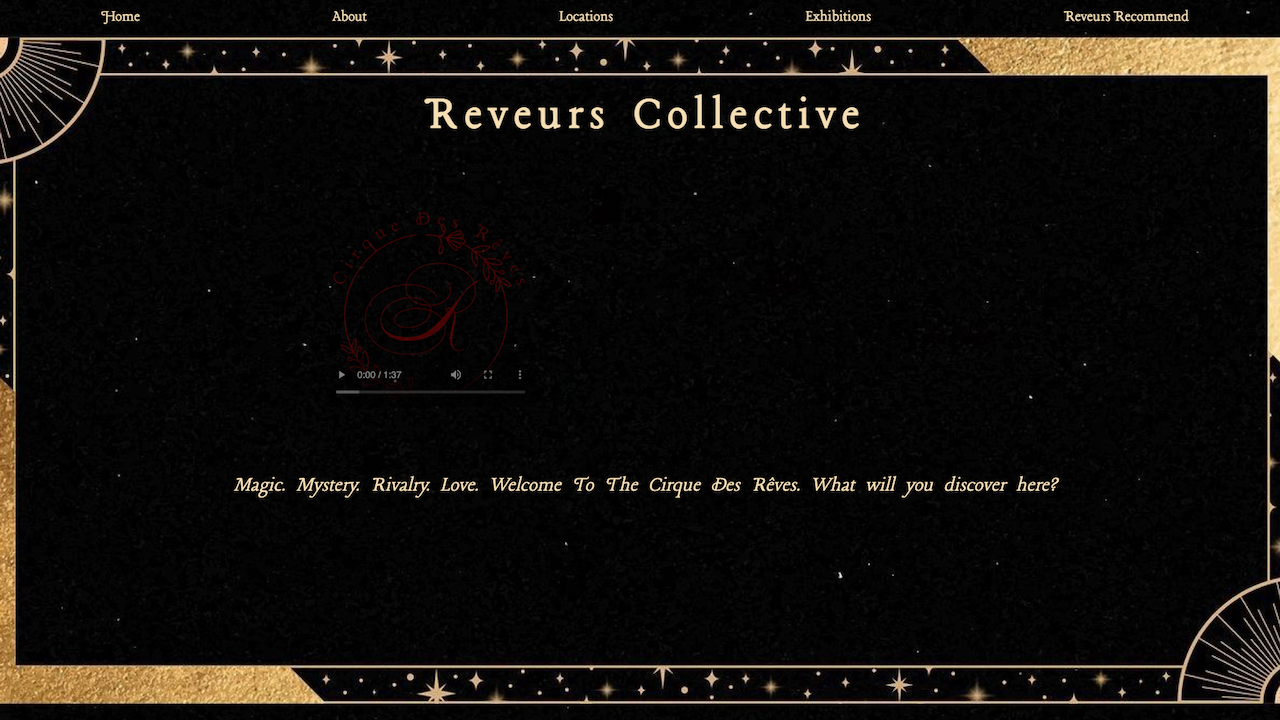 Home About Locations Exhibitions Reveurs Recommend
Reveurs Collective
Cirque Des Rêves
R
0:00 / 1:37
Magic. Mystery. Rivalry. Love. Welcome To The Cirque Des Rêves. What will you discover here?